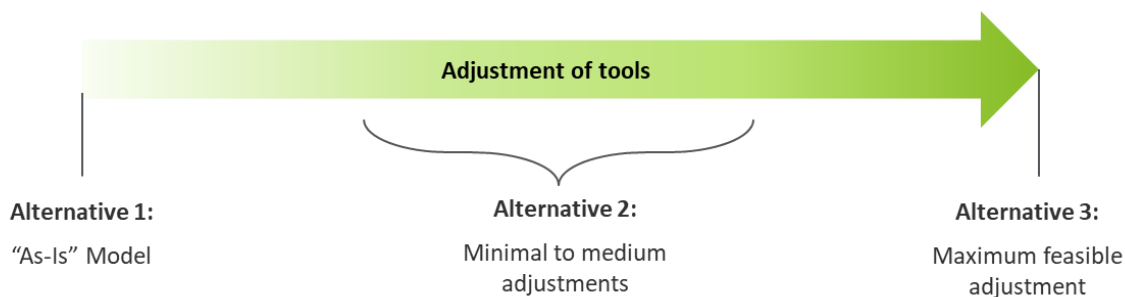 Adjustment of tools
Alternative 1:
“As-Is” Model
Alternative 2:
Minimal to medium
adjustments
Alternative 3:
Maximum feasible
adjustment